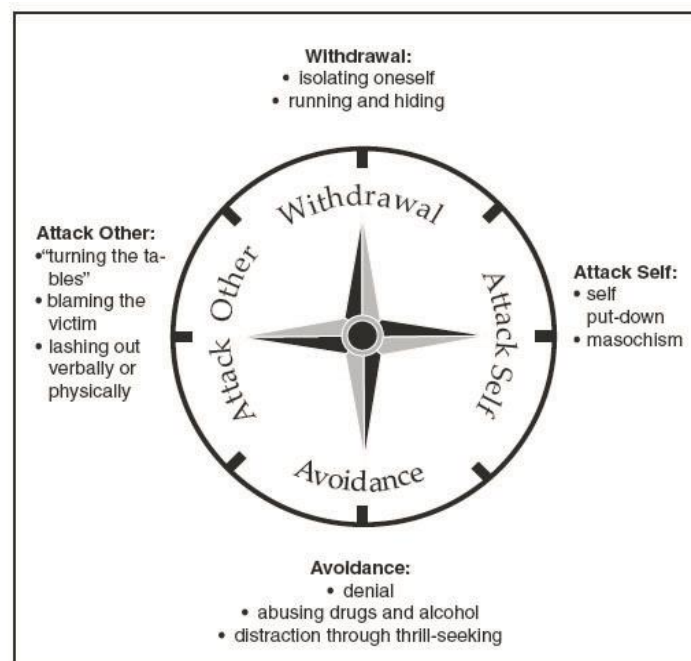 Withdrawal:
• isolating oneself
• running and hiding
Withdrawal
Attack Other:
•“turning the ta-
bles”
• blaming the
victim
• lashing out
verbally or
physically
Attack Other
Attack Self
Attack Self:
• self
put-down
• masochism
Avoidance
Avoidance:
• denial
• abusing drugs and alcohol
• distraction through thrill-seeking